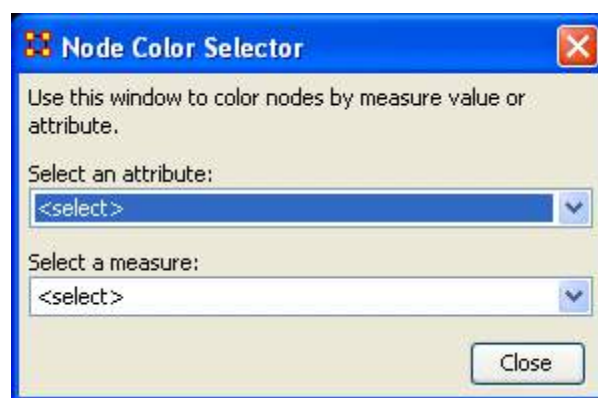 Node Color Selector
Use this window to color nodes by measure value or
attribute.
Select an attribute:
<select>
Select a measure:
<select>
Close